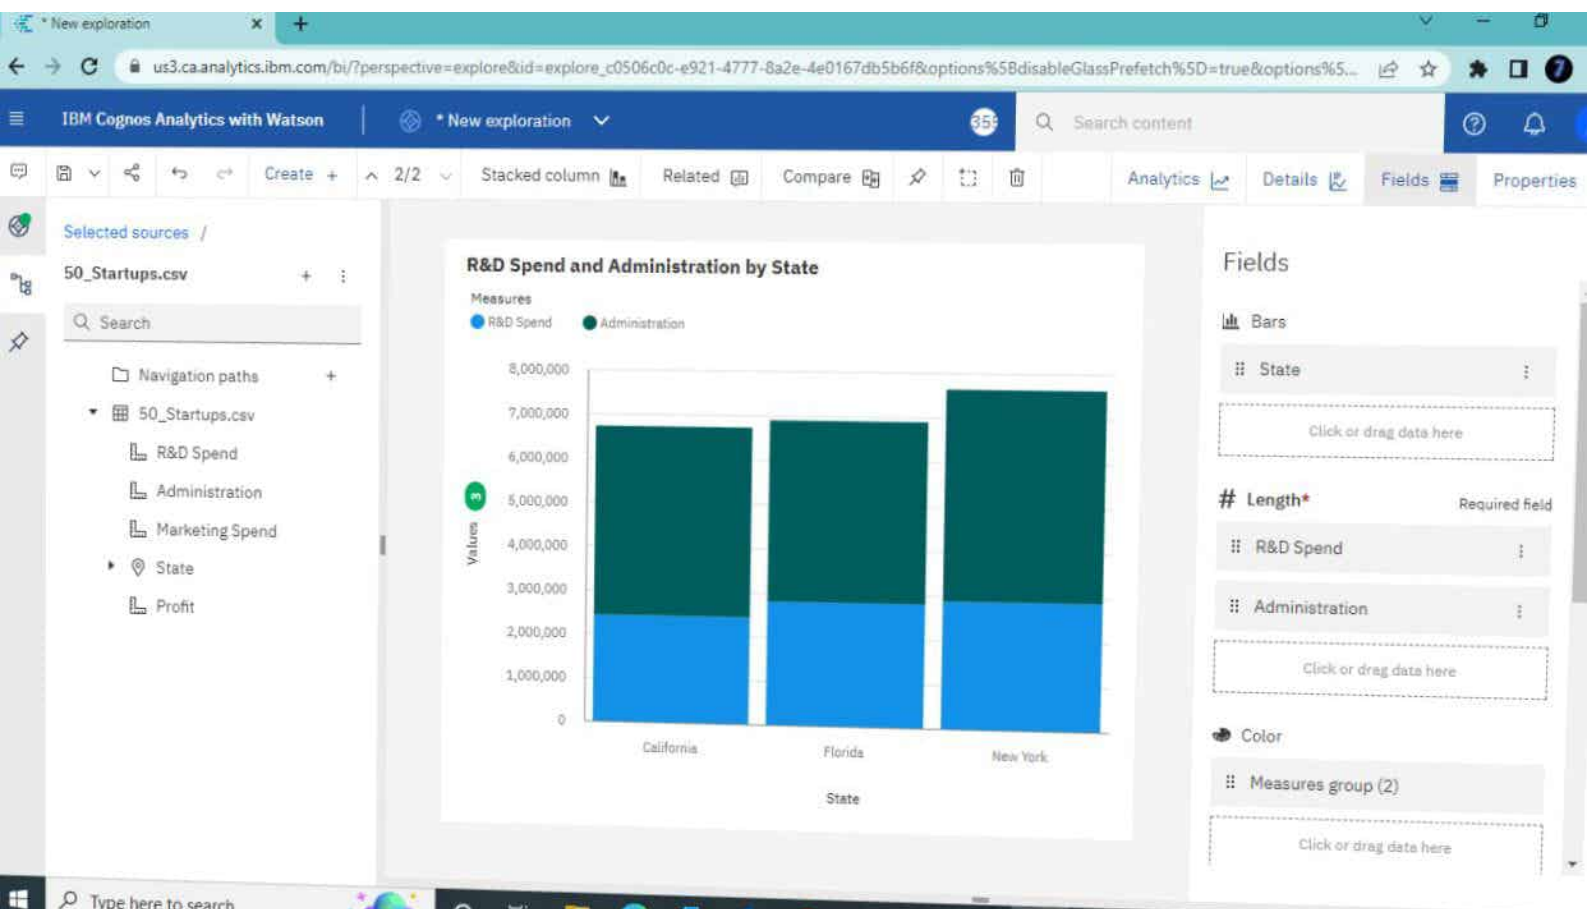 * New exploration
us3.ca.analytics.ibm.com/bi/?perspective=explore&id=explore_c0506c0c-e921-4777-8a2e-4e0167db5b6f&options%5BdisableGlassPrefetch%5D=true&options%5...
IBM Cognos Analytics with Watson
* New exploration
Search content
Create +
2/2
Stacked column
Related
Compare
Analytics
Details
Fields
Properties
Selected sources /
50_Startups.csv
Search
Navigation paths
50_Startups.csv
R&D Spend
Administration
Marketing Spend
State
Profit
R&D Spend and Administration by State
Measures
R&D Spend
Administration
8,000,000
7,000,000
6,000,000
5,000,000
4,000,000
3,000,000
2,000,000
1,000,000
0
3
Values
California
Florida
New York
State
Fields
Bars
State
Click or drag data here
# Length*
Required field
R&D Spend
Administration
Click or drag data here
Color
Measures group (2)
Click or drag data here
Type here to search